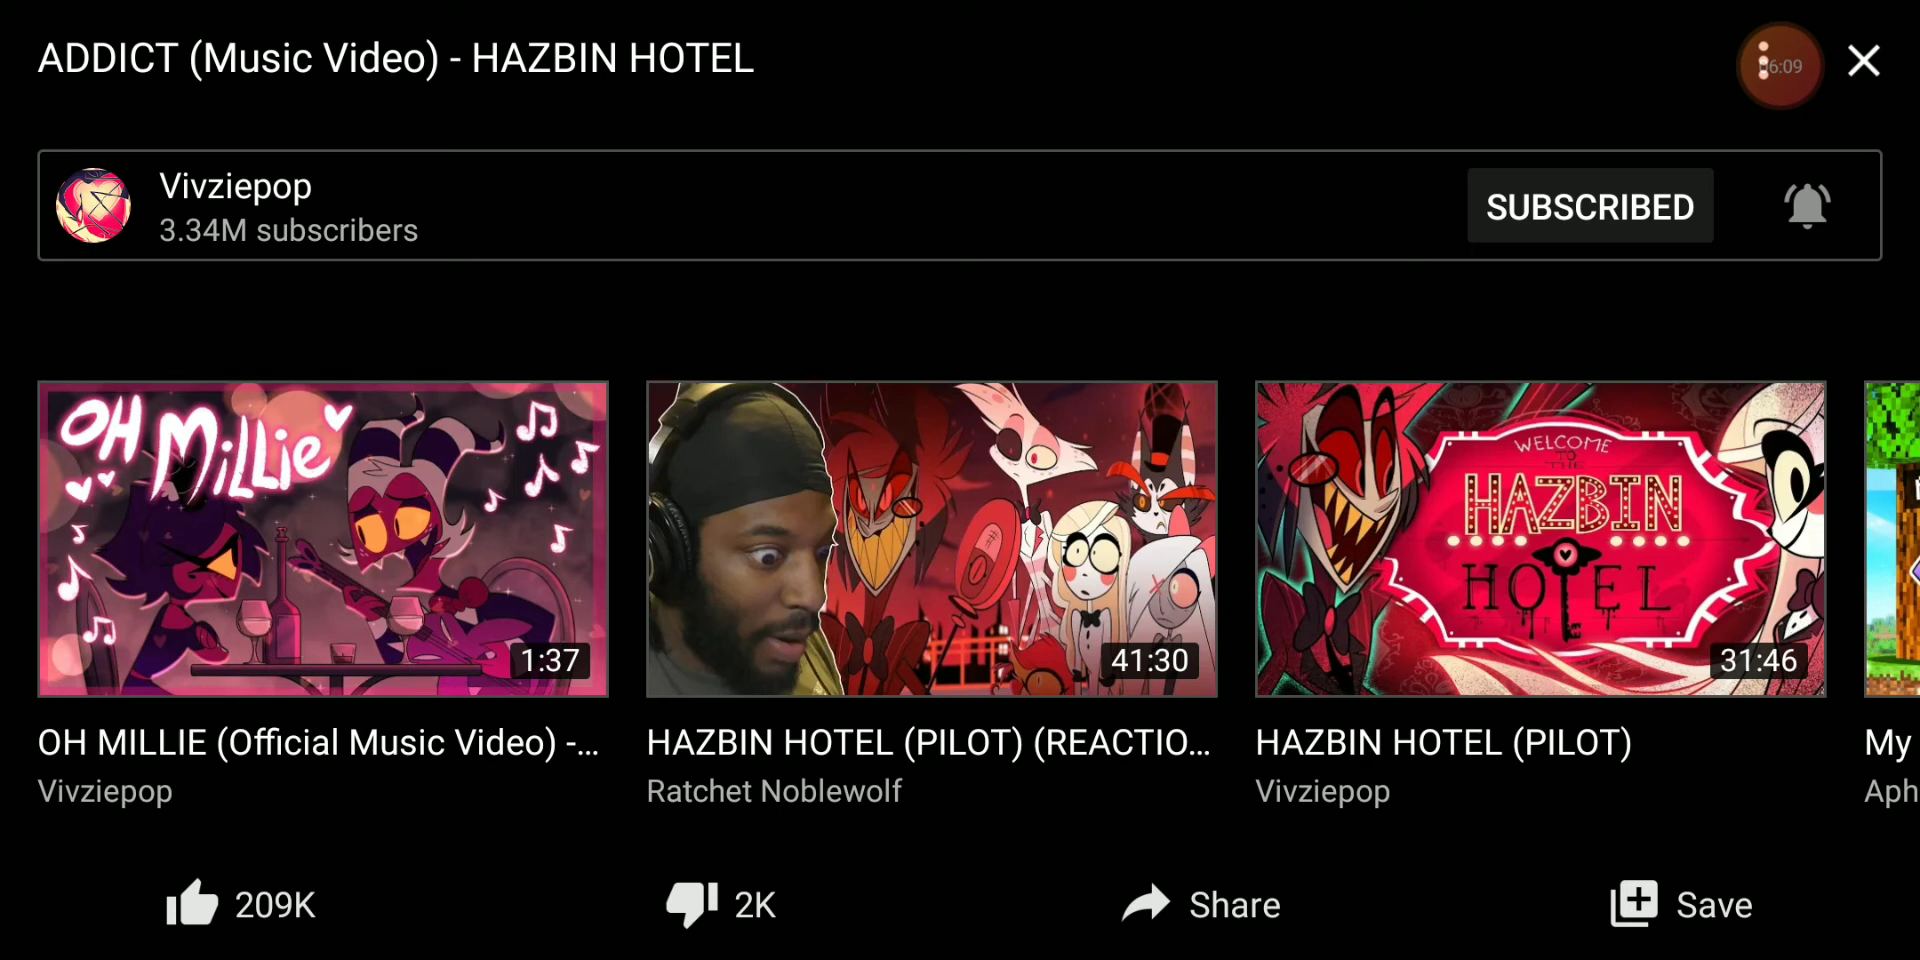 ADDICT (Music Video) - HAZBIN HOTEL
06:09
Vivziepop
3.34M subscribers
SUBSCRIBED
OH Millie
1:37
41:30
WELCOME
TO
THE
HAZBIN
HOTEL
31:46
OH MILLIE (Official Music Video) -...
Vivziepop
HAZBIN HOTEL (PILOT) (REACTIO...
Ratchet Noblewolf
HAZBIN HOTEL (PILOT)
Vivziepop
My
Aph
209K
2K
Share
Save